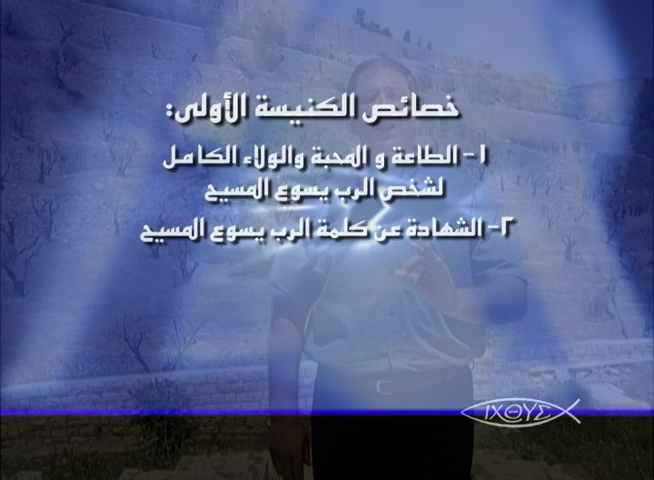 خصائص الكنيسة الأولى:
١- الطاعة و المحبة والولاء الكامل
لشخص الرب يسوع المسيح
٢- الشهادة عن كلمة الرب يسوع المسيح
ΙΧΘΥΣ